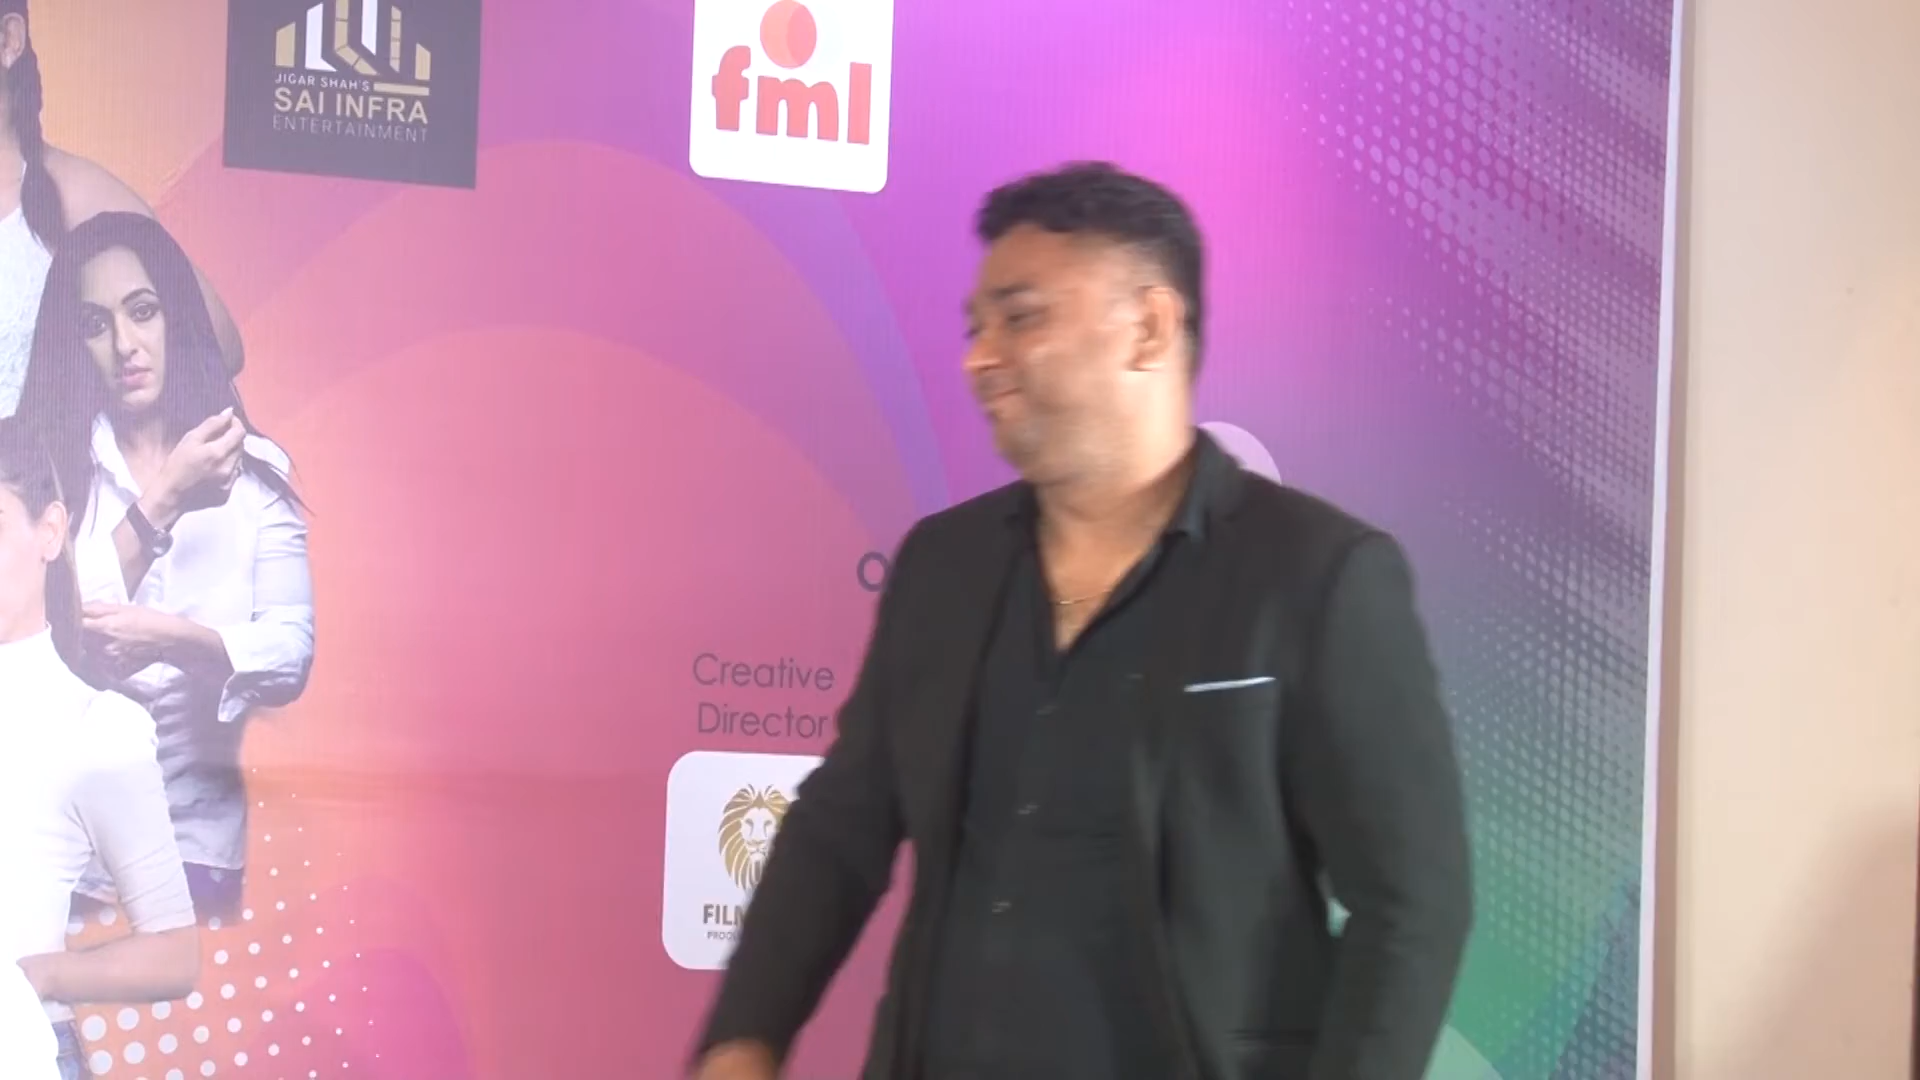 JIGAR SHAH'S
SAI INFRA
ENTERTAINMENT
fml
Creative
Director